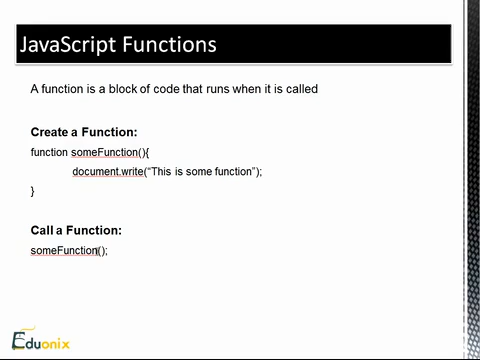 JavaScript Functions
A function is a block of code that runs when it is called
Create a Function:
function someFunction(){
document.write(“This is some function”);
}
Call a Function:
someFunction();
Eduonix